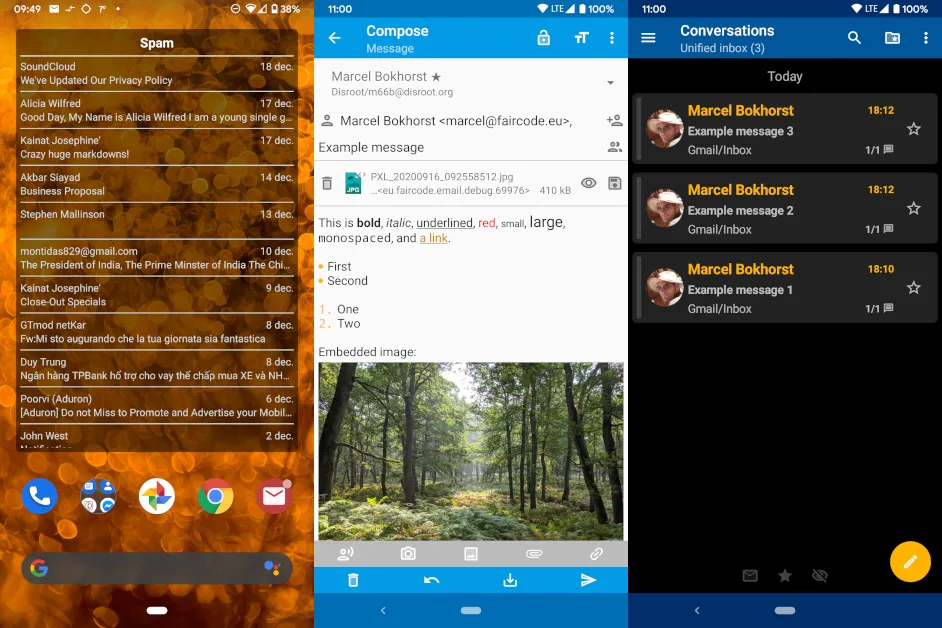 09:49
7°
38%
Spam
SoundCloud 18 dec.
We've Updated Our Privacy Policy
Alicia Wilfred 17 dec.
Good Day, My Name is Alicia Wilfred I am a young single g...
Kainat Josephine' 17 dec.
Crazy huge markdowns!
Akbar Siayad 14 dec.
Business Proposal
Stephen Mallinson 13 dec.
montidas829@gmail.com 10 dec.
The President of India, The Prime Minster of India The Chi...
Kainat Josephine' 9 dec.
Close-Out Specials
GTmod netKar 8 dec.
Fw:Mi sto augurando che la tua giornata sia fantastica
Duy Trung 8 dec.
Ngân hàng TPBank hổ trợ cho vay thế chấp mua XE và NH...
Poorvi (Aduron) 6 dec.
[Aduron] Do not Miss to Promote and Advertise your Mobil...
John West 2 dec.
11:00 LTE 100%
Compose
Message
Marcel Bokhorst ★
Disroot/m66b@disroot.org
Marcel Bokhorst <marcel@faircode.eu>,
Example message
JPG
PXL_20200916_092558512.jpg
...<eu.faircode.email.debug.69976> 410 kB
This is bold, italic, underlined, red, small, large,
monospaced, and a link.
• First
• Second
1. One
2. Two
Embedded image:
11:00 LTE 100%
Conversations
Unified inbox (3)
Today
Marcel Bokhorst 18:12
Example message 3
Gmail/Inbox 1/1
Marcel Bokhorst 18:12
Example message 2
Gmail/Inbox 1/1
Marcel Bokhorst 18:10
Example message 1
Gmail/Inbox 1/1